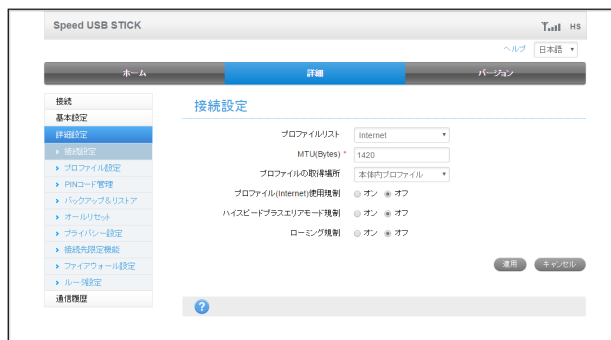 Speed USB STICK
HS
ヘルプ 日本語
ホーム 詳細 バージョン
接続
基本設定
詳細設定
接続設定
プロファイル設定
PINコード管理
バックアップ＆リストア
オールリセット
プライバシー設定
接続先限定機能
ファイアウォール設定
ルータ設定
通信履歴
接続設定
プロファイルリスト Internet
MTU(Bytes) * 1420
プロファイルの取得場所 本体内プロファイル
プロファイル(Internet)使用規制 オン オフ
ハイスピードプラスエリアモード規制 オン オフ
ローミング規制 オン オフ
適用 キャンセル
?